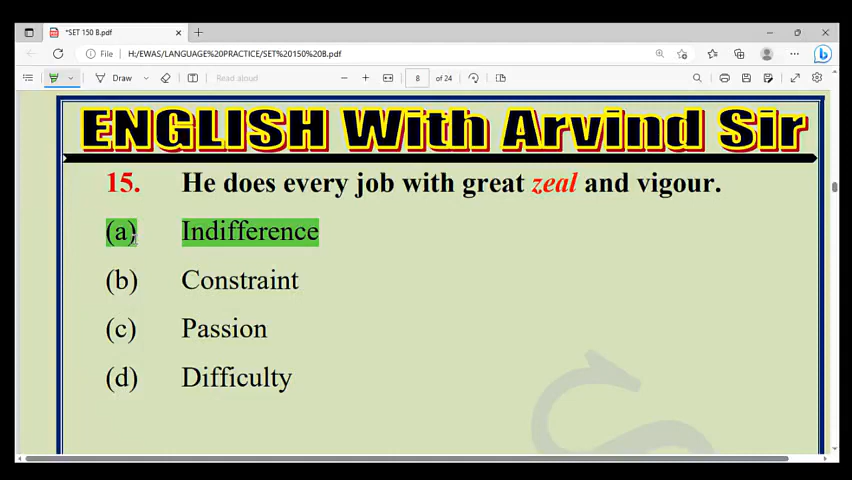 *SET 150 B.pdf
File
H:/EWAS/LANGUAGE%20PRACTICE/SET%20150%20B.pdf
Draw
Read aloud
8
of 24
ENGLISH With Arvind Sir
15. He does every job with great zeal and vigour.
(a) Indifference
(b) Constraint
(c) Passion
(d) Difficulty